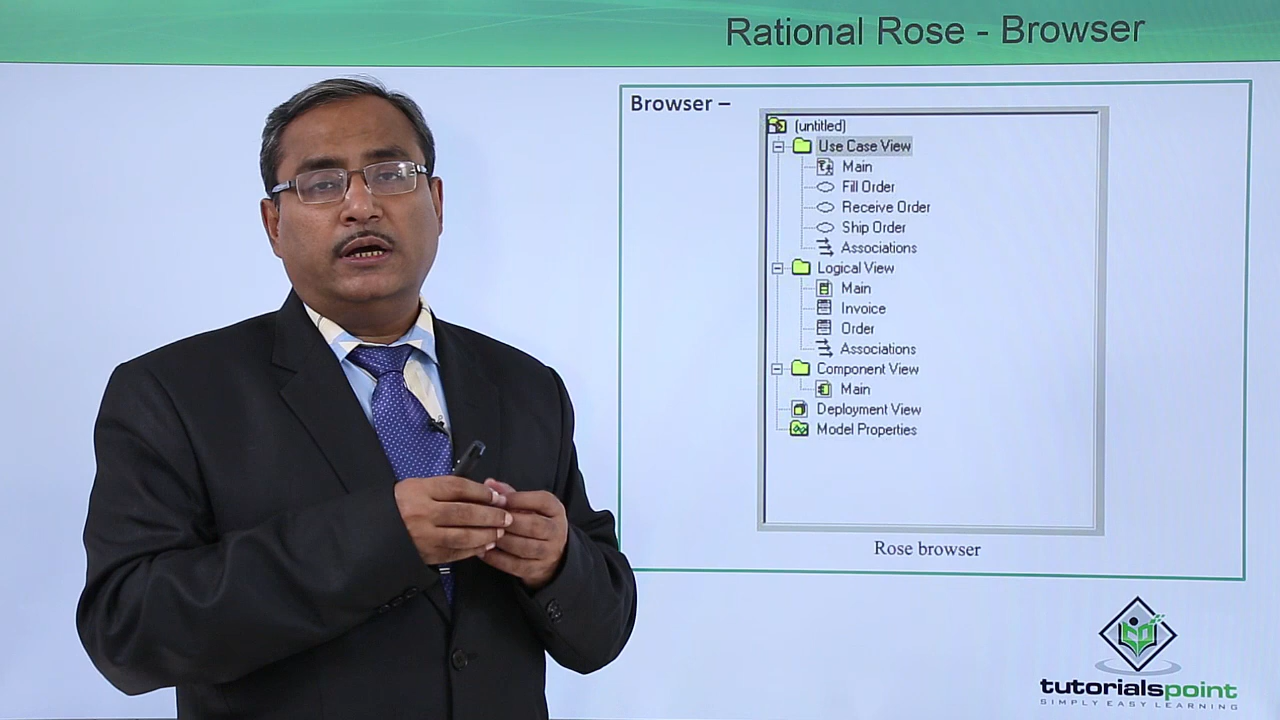 Rational Rose - Browser
Browser –
(untitled)
Use Case View
Main
Fill Order
Receive Order
Ship Order
Associations
Logical View
Main
Invoice
Order
Associations
Component View
Main
Deployment View
Model Properties
Rose browser
tutorialspoint
SIMPLY EASY LEARNING